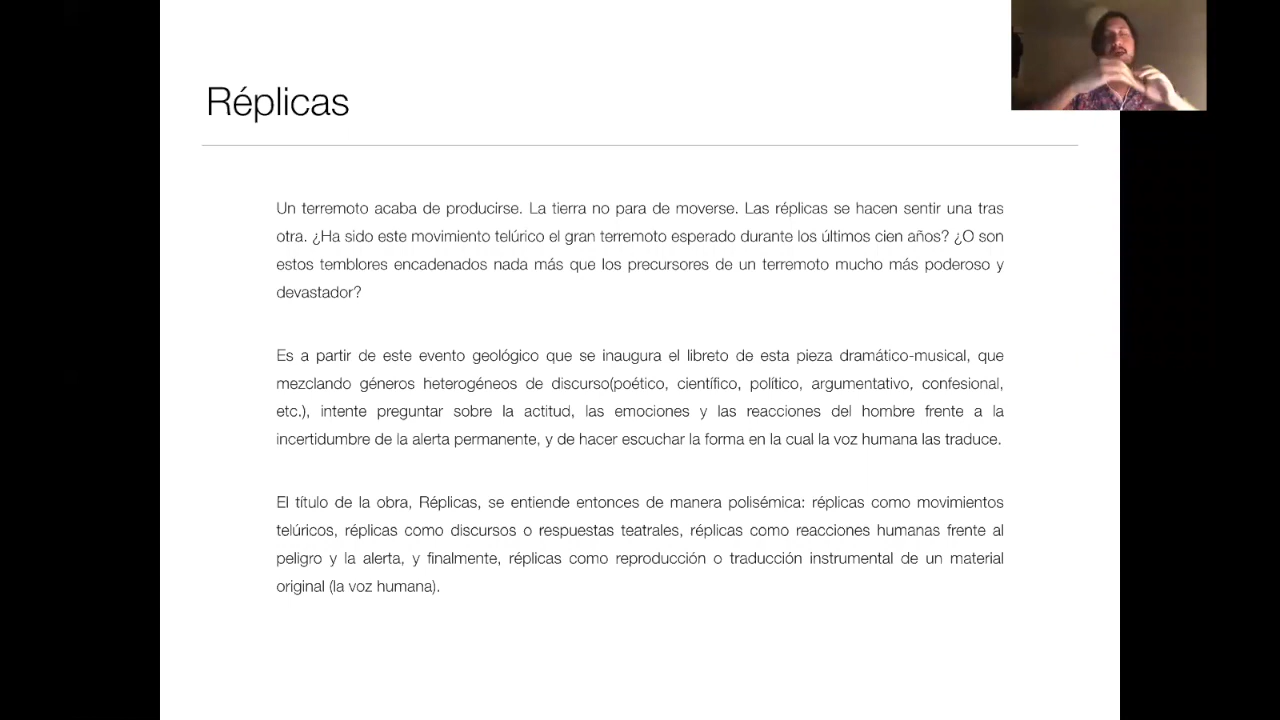 Réplicas
Un terremoto acaba de producirse. La tierra no para de moverse. Las réplicas se hacen sentir una tras
otra. ¿Ha sido este movimiento telúrico el gran terremoto esperado durante los últimos cien años? ¿O son
estos temblores encadenados nada más que los precursores de un terremoto mucho más poderoso y
devastador?
Es a partir de este evento geológico que se inaugura el libreto de esta pieza dramático-musical, que
mezclando géneros heterogéneos de discurso(poético, científico, político, argumentativo, confesional,
etc.), intente preguntar sobre la actitud, las emociones y las reacciones del hombre frente a la
incertidumbre de la alerta permanente, y de hacer escuchar la forma en la cual la voz humana las traduce.
El título de la obra, Réplicas, se entiende entonces de manera polisémica: réplicas como movimientos
telúricos, réplicas como discursos o respuestas teatrales, réplicas como reacciones humanas frente al
peligro y la alerta, y finalmente, réplicas como reproducción o traducción instrumental de un material
original (la voz humana).